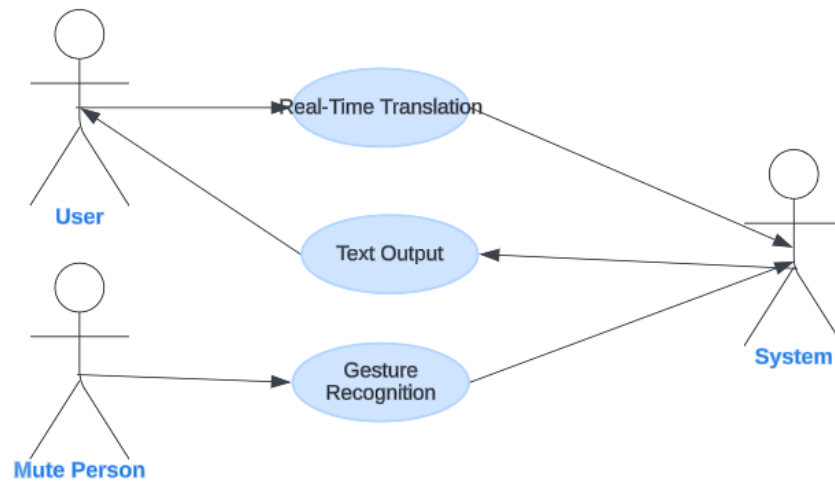 Real-Time Translation
User
Text Output
System
Gesture
Recognition
Mute Person